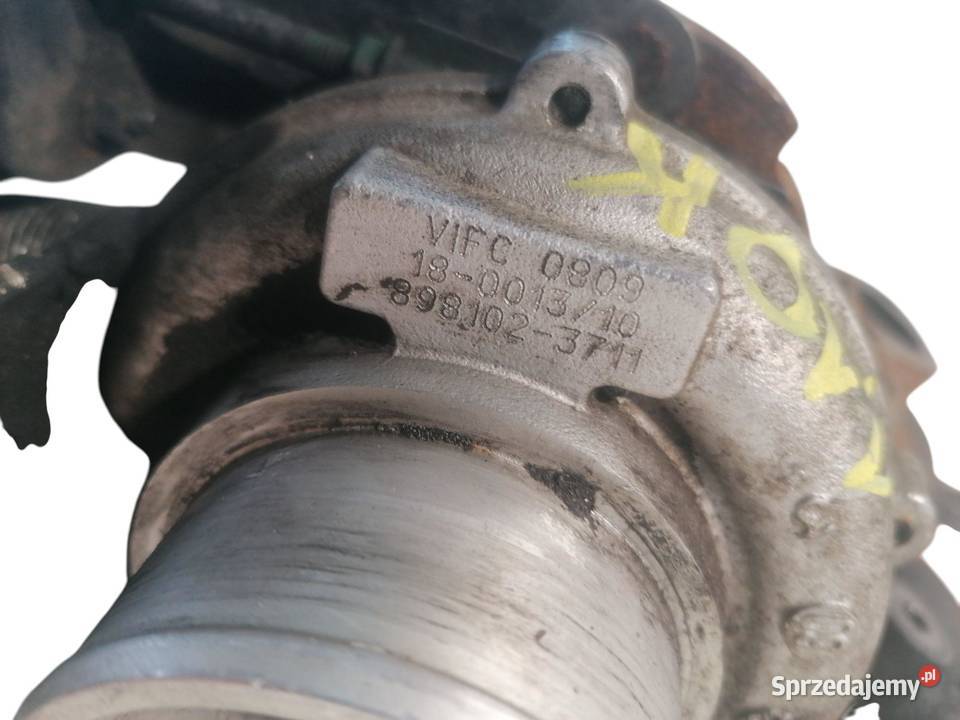 VIFC 0809
18-0013/10
898102-3711
Sprzedajemy.pl